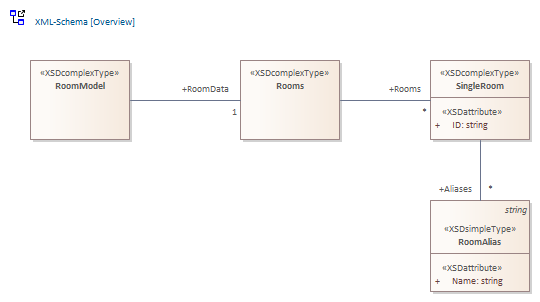 XML-Schema [Overview]
«XSDcomplexType»
RoomModel
+RoomData
1
«XSDcomplexType»
Rooms
+Rooms
*
«XSDcomplexType»
SingleRoom
«XSDattribute»
+ ID: string
+Aliases *
string
«XSDsimpleType»
RoomAlias
«XSDattribute»
+ Name: string